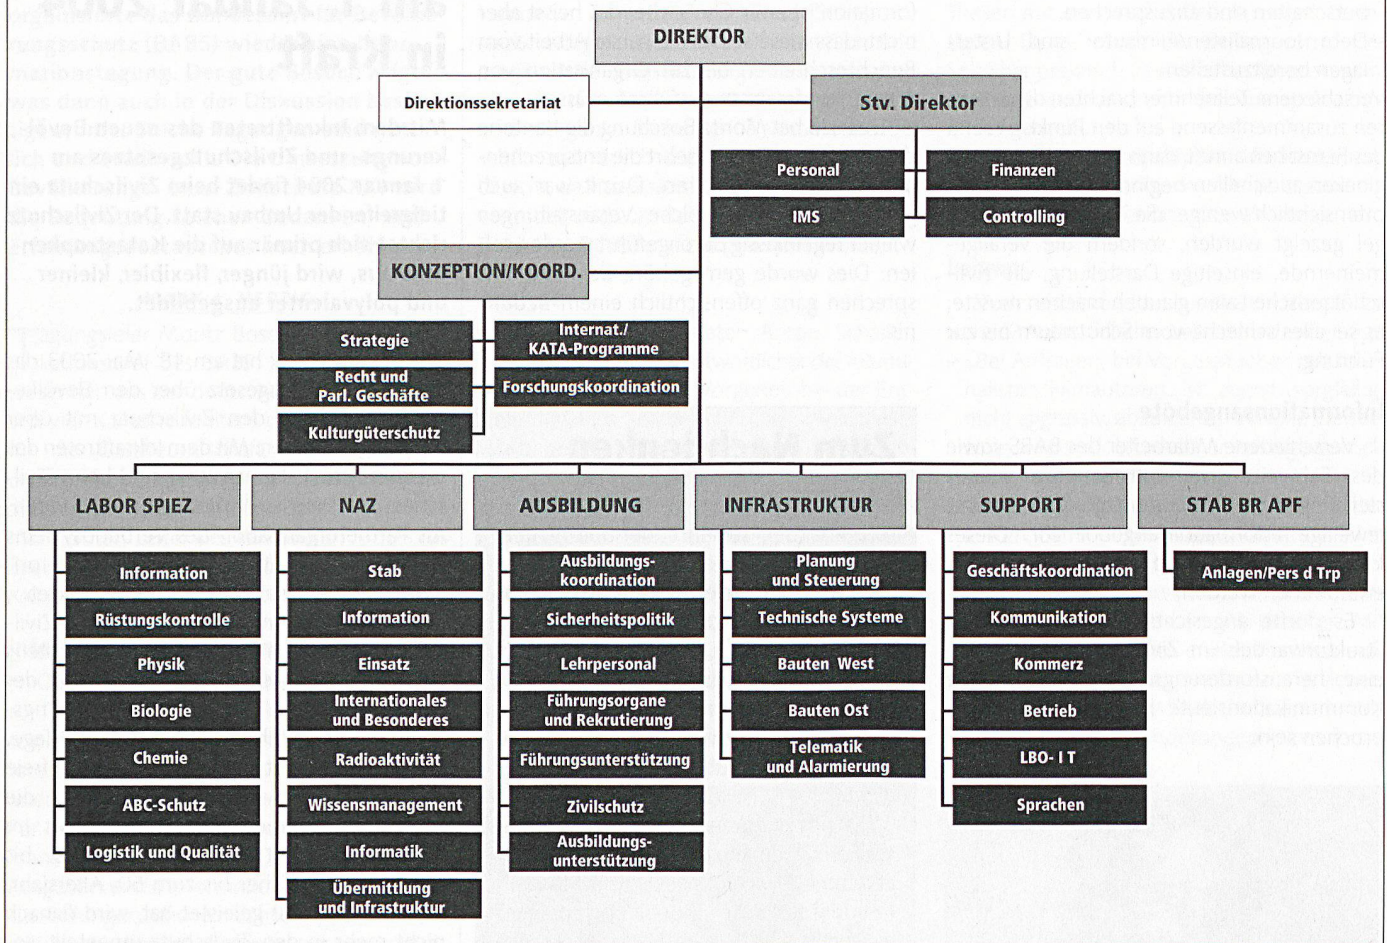 DIREKTOR
Direktionssekretariat
Stv. Direktor
Personal
Finanzen
IMS
Controlling
KONZEPTION/KOORD.
Strategie
Internat./
KATA-Programme
Recht und
Parl. Geschäfte
Forschungskoordination
Kulturgüterschutz
LABOR SPIEZ
NAZ
AUSBILDUNG
INFRASTRUKTUR
SUPPORT
STAB BR APF
Information
Rüstungskontrolle
Physik
Biologie
Chemie
ABC-Schutz
Logistik und Qualität
Stab
Information
Einsatz
Internationales
und Besonderes
Radioaktivität
Wissensmanagement
Informatik
Übermittlung
und Infrastruktur
Ausbildungs-
koordination
Sicherheitspolitik
Lehrpersonal
Führungsorgane
und Rekrutierung
Führungsunterstützung
Zivilschutz
Ausbildungs-
unterstützung
Planung
und Steuerung
Technische Systeme
Bauten West
Bauten Ost
Telematik
und Alarmierung
Geschäftskoordination
Kommunikation
Kommerz
Betrieb
LBO- I T
Sprachen
Anlagen/Pers d Trp